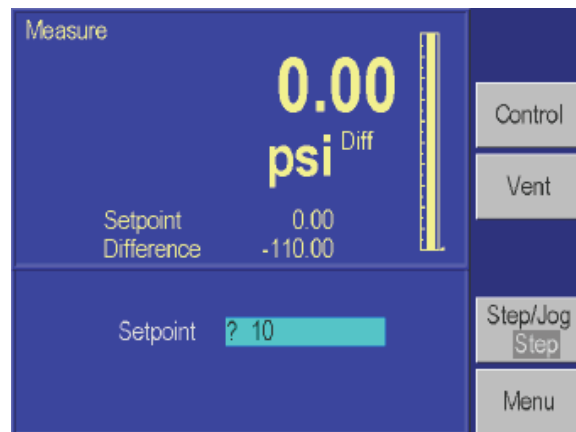 Measure
0.00
psi Diff
Setpoint 0.00
Difference -110.00
Setpoint ? 10
Control
Vent
Step/Jog
Step
Menu